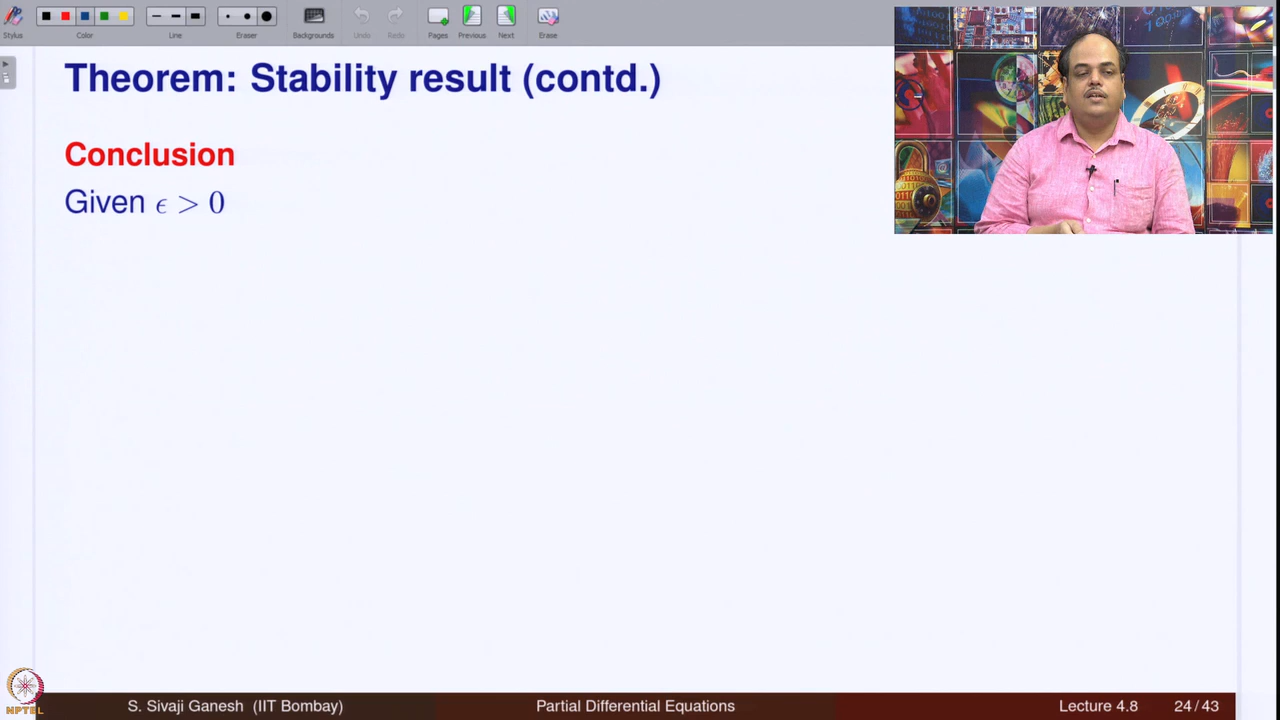 Stylus
Color
Line
Eraser
Backgrounds
Undo
Redo
Pages
Previous
Next
Erase
Theorem: Stability result (contd.)
Conclusion
Given ϵ > 0
NPTEL
S. Sivaji Ganesh (IIT Bombay)
Partial Differential Equations
Lecture 4.8
24 / 43